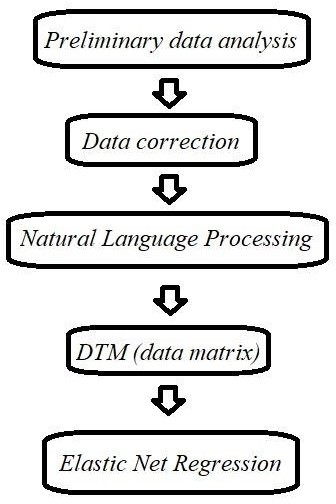 Preliminary data analysis
Data correction
Natural Language Processing
DTM (data matrix)
Elastic Net Regression